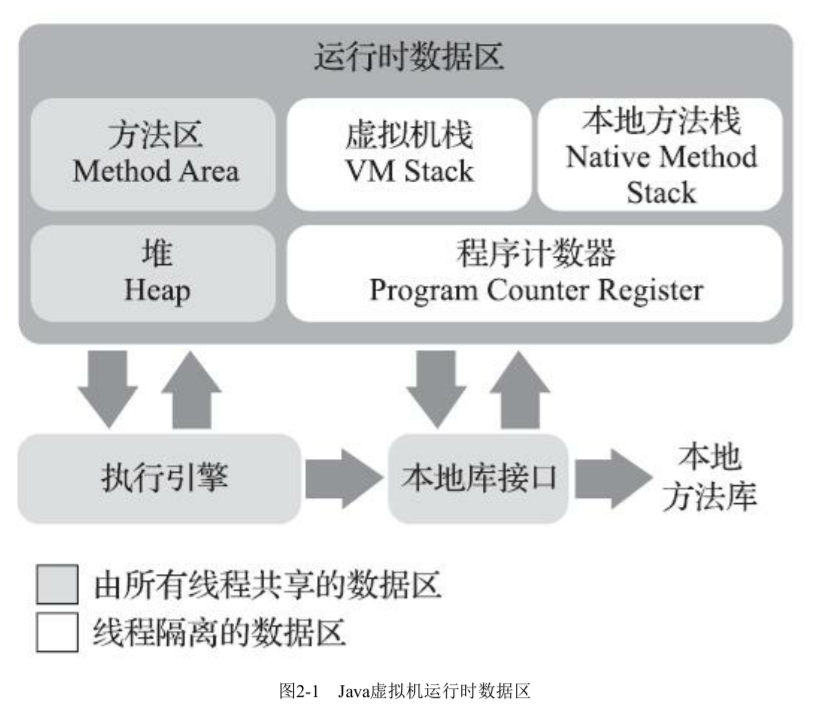 运行时数据区
方法区
Method Area
虚拟机栈
VM Stack
本地方法栈
Native Method
Stack
堆
Heap
程序计数器
Program Counter Register
执行引擎
本地库接口
本地
方法库
由所有线程共享的数据区
线程隔离的数据区
图2-1 Java虚拟机运行时数据区